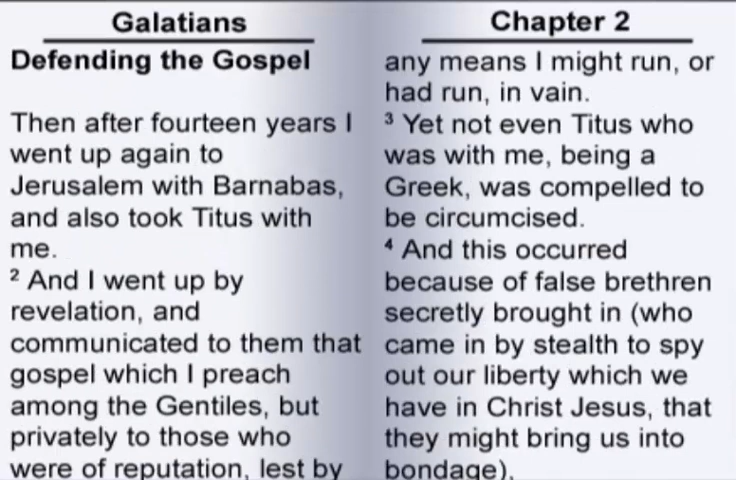 Galatians
Defending the Gospel
Then after fourteen years I
went up again to
Jerusalem with Barnabas,
and also took Titus with
me.
² And I went up by
revelation, and
communicated to them that
gospel which I preach
among the Gentiles, but
privately to those who
were of reputation, lest by
Chapter 2
any means I might run, or
had run, in vain.
³ Yet not even Titus who
was with me, being a
Greek, was compelled to
be circumcised.
⁴ And this occurred
because of false brethren
secretly brought in (who
came in by stealth to spy
out our liberty which we
have in Christ Jesus, that
they might bring us into
bondage),